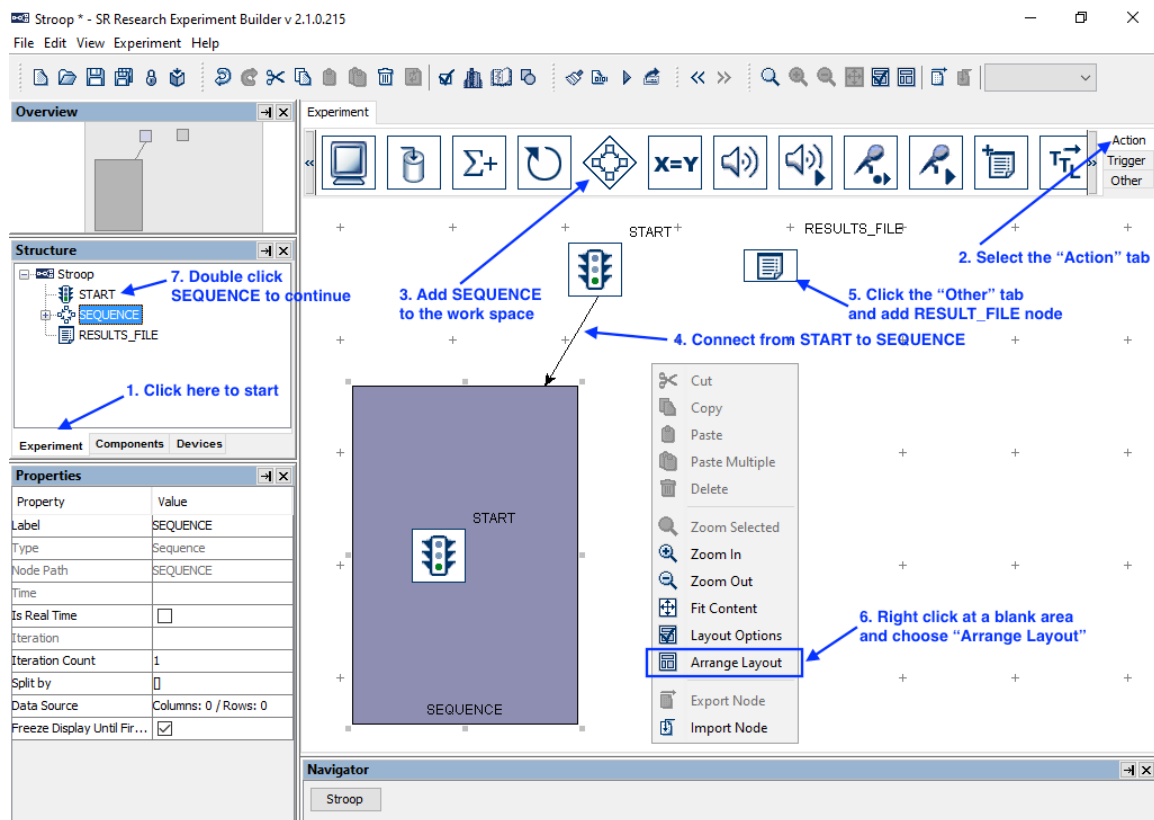 Stroop * - SR Research Experiment Builder v 2.1.0.215
File Edit View Experiment Help
Overview
Experiment
X=Y
TTL
Action
Trigger
Other
START
RESULTS_FILE
2. Select the “Action” tab
3. Add SEQUENCE
to the work space
5. Click the “Other” tab
and add RESULT_FILE node
4. Connect from START to SEQUENCE
Structure
Stroop
START
SEQUENCE
RESULTS_FILE
7. Double click
SEQUENCE to continue
1. Click here to start
Experiment Components Devices
Properties
Property Value
Label SEQUENCE
Type Sequence
Node Path SEQUENCE
Time
Is Real Time
Iteration
Iteration Count 1
Split by []
Data Source Columns: 0 / Rows: 0
Freeze Display Until Fir...
START
SEQUENCE
Cut
Copy
Paste
Paste Multiple
Delete
Zoom Selected
Zoom In
Zoom Out
Fit Content
Layout Options
Arrange Layout
Export Node
Import Node
6. Right click at a blank area
and choose “Arrange Layout”
Navigator
Stroop